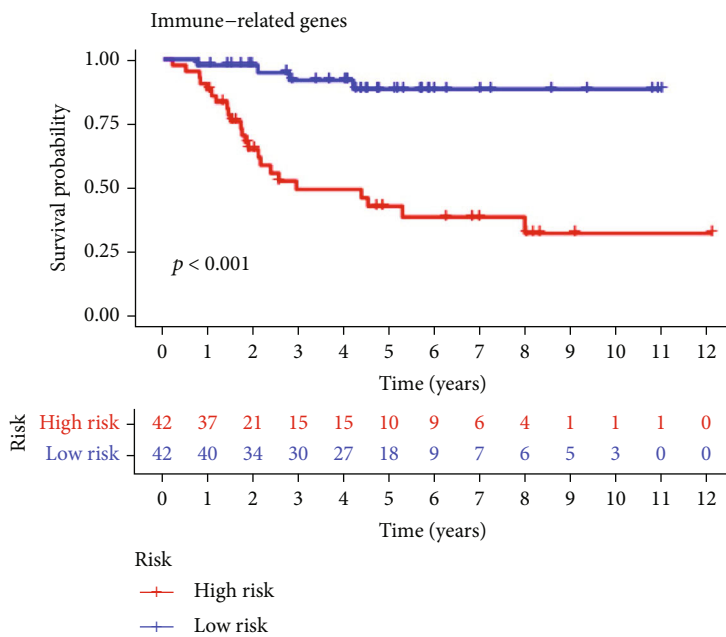 Immune-related genes
Survival probability
1.00
0.75
0.50
0.25
0.00
p < 0.001
0 1 2 3 4 5 6 7 8 9 10 11 12
Time (years)
Risk
High risk 42 37 21 15 15 10 9 6 4 1 1 1 0
Low risk 42 40 34 30 27 18 9 7 6 5 3 0 0
0 1 2 3 4 5 6 7 8 9 10 11 12
Time (years)
Risk
High risk
Low risk